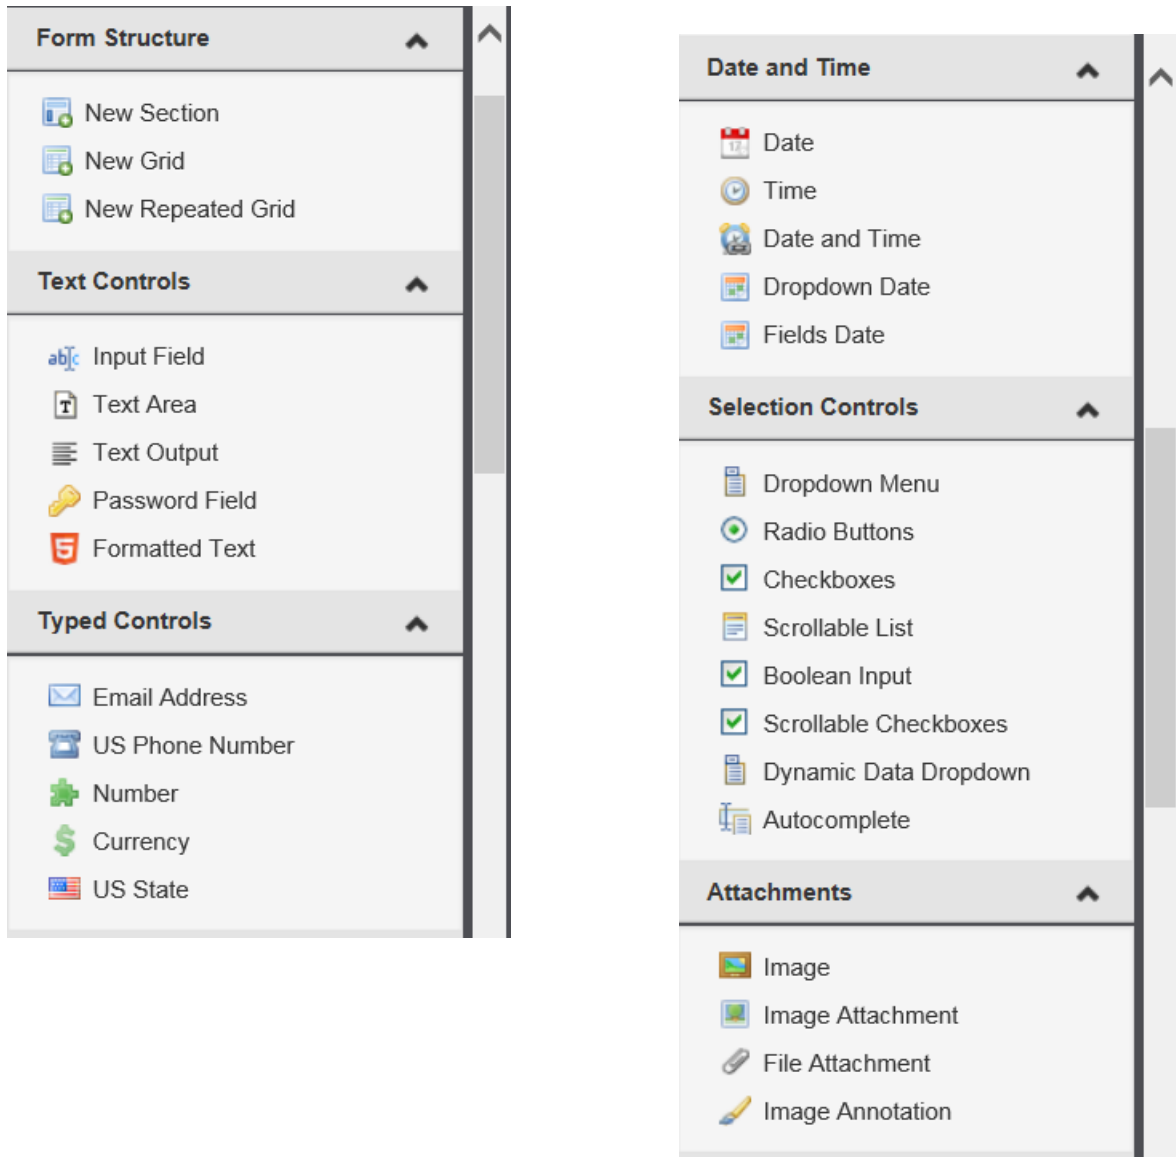 Form Structure
New Section
New Grid
New Repeated Grid
Text Controls
Input Field
Text Area
Text Output
Password Field
Formatted Text
Typed Controls
Email Address
US Phone Number
Number
Currency
US State
Date and Time
Date
Time
Date and Time
Dropdown Date
Fields Date
Selection Controls
Dropdown Menu
Radio Buttons
Checkboxes
Scrollable List
Boolean Input
Scrollable Checkboxes
Dynamic Data Dropdown
Autocomplete
Attachments
Image
Image Attachment
File Attachment
Image Annotation